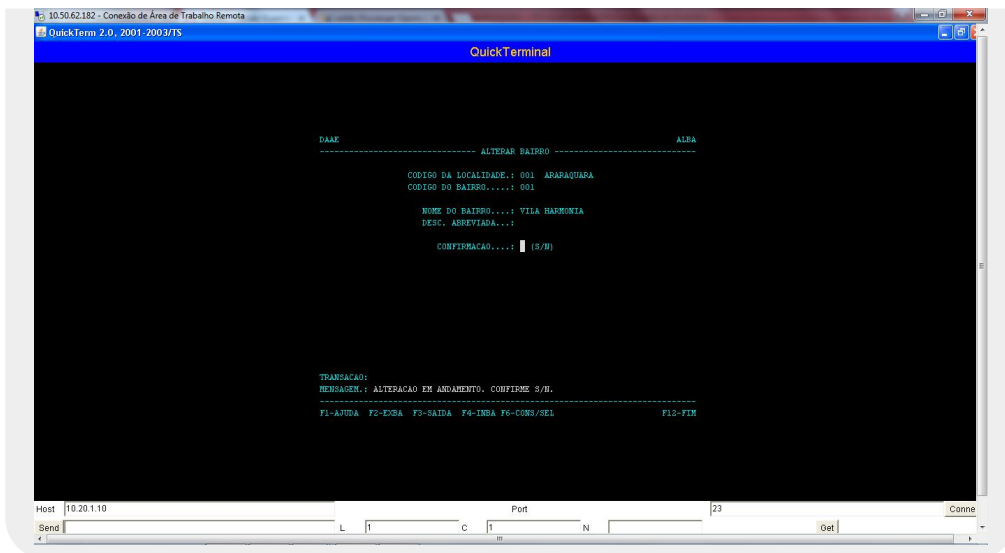 10.50.62.182 - Conexão de Área de Trabalho Remota
QuickTerm 2.0, 2001-2003/TS
QuickTerminal
DAAE ALBA
-------------------------------- ALTERAR BAIRRO -----------------------------
CODIGO DA LOCALIDADE.: 001 ARARAQUARA
CODIGO DO BAIRRO.....: 001
NOME DO BAIRRO....: VILA HARMONIA
DESC. ABREVIADA...:
CONFIRMACAO....: (S/N)
TRANSACAO:
MENSAGEM.: ALTERACAO EM ANDAMENTO. CONFIRME S/N.
-----------------------------------------------------------------------------
F1-AJUDA F2-EXBA F3-SAIDA F4-INBA F6-CONS/SEL F12-FIM
Host 10.20.1.10 Port 23 Conne
Send L 1 C 1 N Get